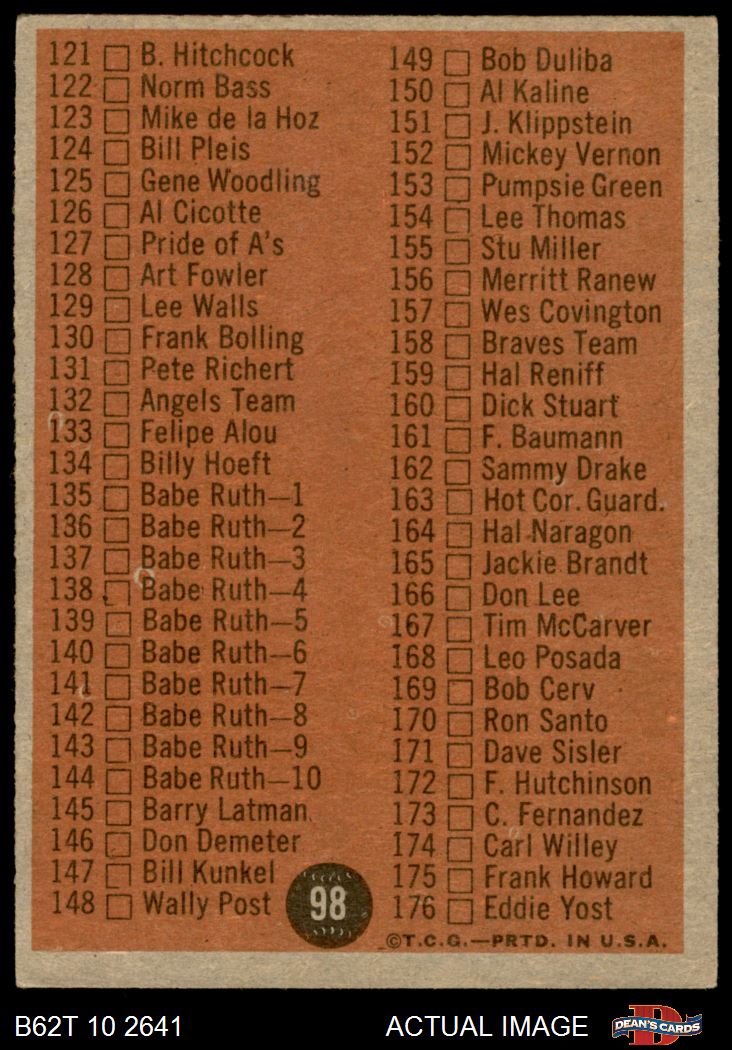 121 B. Hitchcock
122 Norm Bass
123 Mike de la Hoz
124 Bill Pleis
125 Gene Woodling
126 Al Cicotte
127 Pride of A's
128 Art Fowler
129 Lee Walls
130 Frank Bolling
131 Pete Richert
132 Angels Team
133 Felipe Alou
134 Billy Hoeft
135 Babe Ruth—1
136 Babe Ruth—2
137 Babe Ruth—3
138 Babe Ruth—4
139 Babe Ruth—5
140 Babe Ruth—6
141 Babe Ruth—7
142 Babe Ruth—8
143 Babe Ruth—9
144 Babe Ruth—10
145 Barry Latman
146 Don Demeter
147 Bill Kunkel
148 Wally Post
98
149 Bob Duliba
150 Al Kaline
151 J. Klippstein
152 Mickey Vernon
153 Pumpsie Green
154 Lee Thomas
155 Stu Miller
156 Merritt Ranew
157 Wes Covington
158 Braves Team
159 Hal Reniff
160 Dick Stuart
161 F. Baumann
162 Sammy Drake
163 Hot Cor. Guard.
164 Hal Naragon
165 Jackie Brandt
166 Don Lee
167 Tim McCarver
168 Leo Posada
169 Bob Cerv
170 Ron Santo
171 Dave Sisler
172 F. Hutchinson
173 C. Fernandez
174 Carl Willey
175 Frank Howard
176 Eddie Yost
©T.C.G.—PRTD. IN U.S.A.
B62T 10 2641
ACTUAL IMAGE
D
DEAN'S CARDS